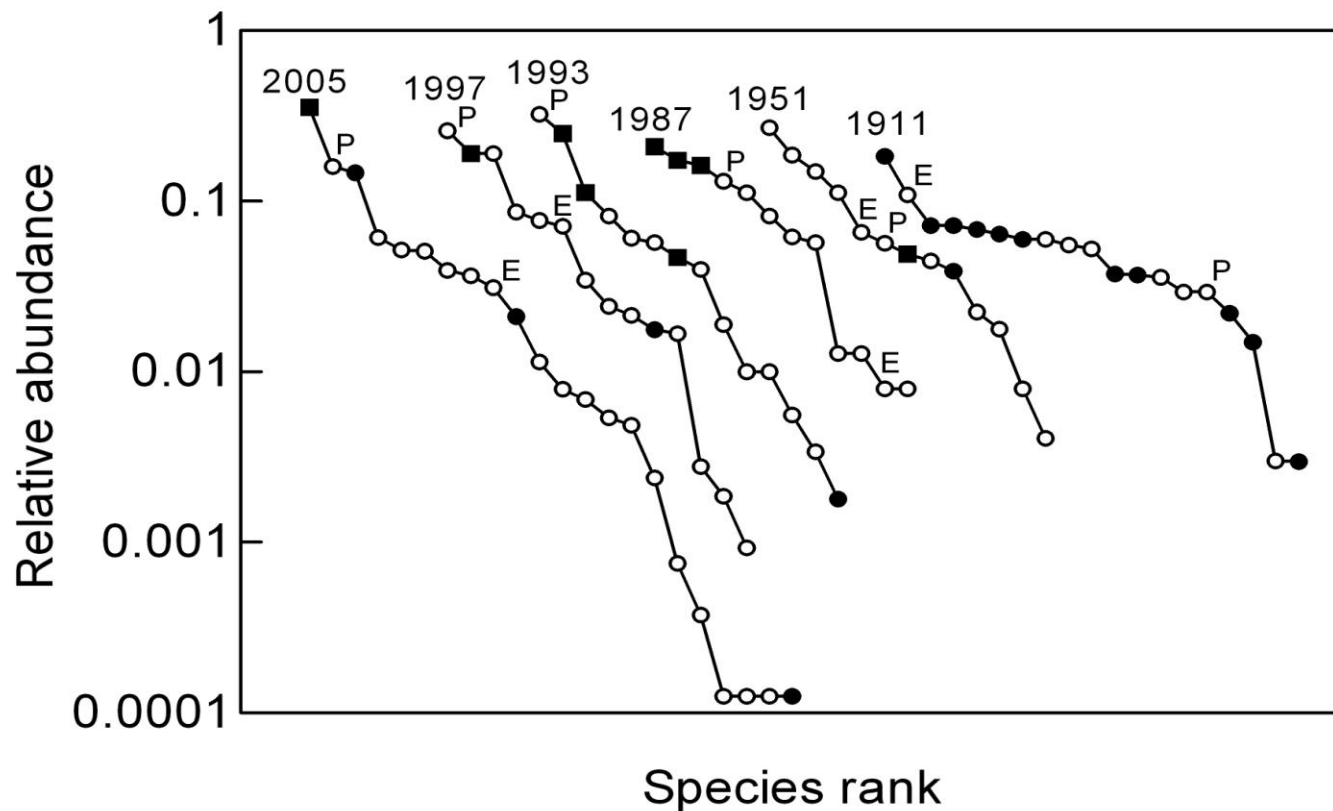 1
0.1
0.01
0.001
0.0001
Relative abundance
Species rank
2005
P
E
1997
P
E
1993
P
1987
P
E
1951
E
P
1911
E
P